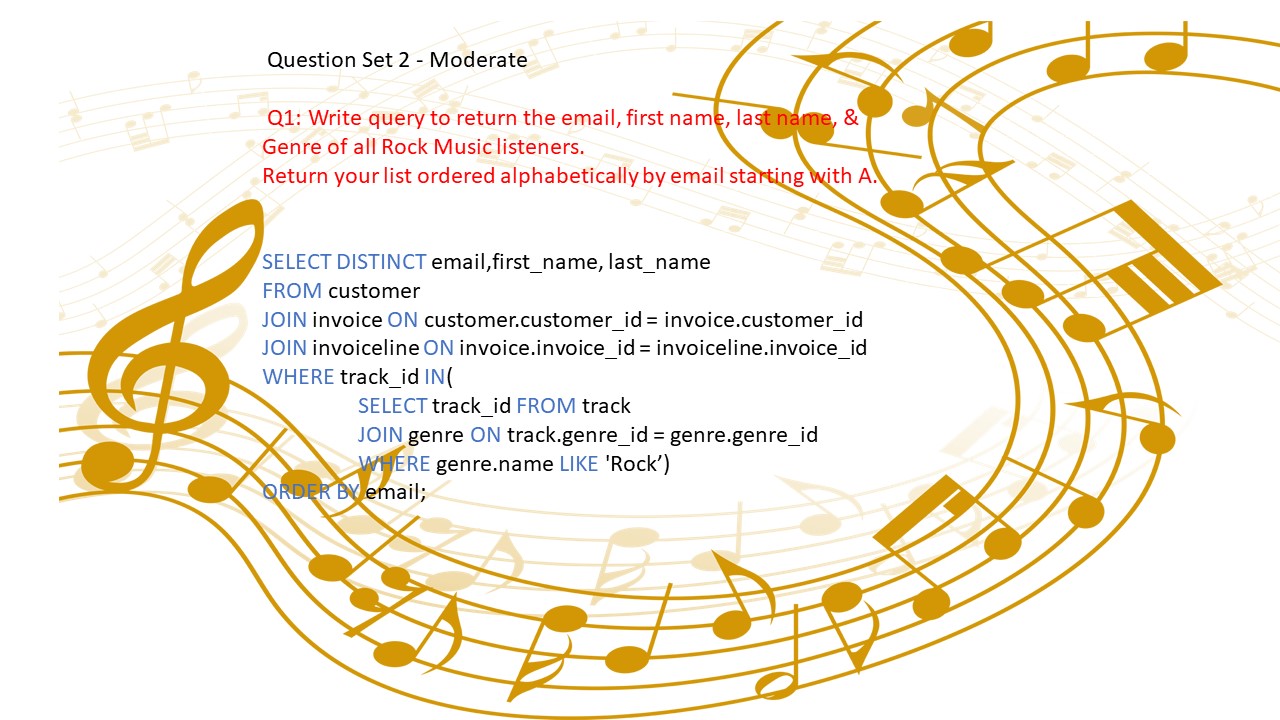 Question Set 2 - Moderate
Q1: Write query to return the email, first name, last name, &
Genre of all Rock Music listeners.
Return your list ordered alphabetically by email starting with A.
SELECT DISTINCT email,first_name, last_name
FROM customer
JOIN invoice ON customer.customer_id = invoice.customer_id
JOIN invoiceline ON invoice.invoice_id = invoiceline.invoice_id
WHERE track_id IN(
SELECT track_id FROM track
JOIN genre ON track.genre_id = genre.genre_id
WHERE genre.name LIKE 'Rock’)
ORDER BY email;